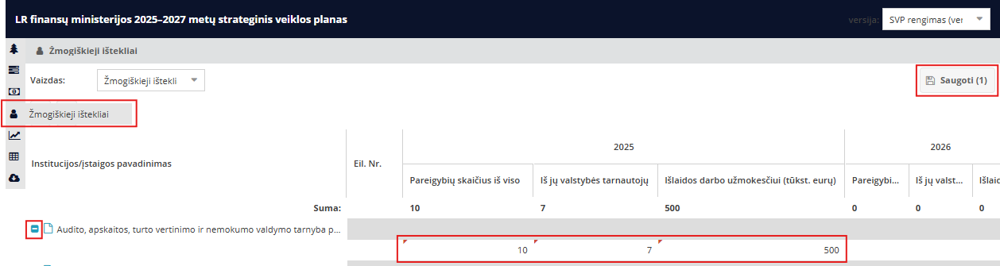 LR finansų ministerijos 2025–2027 metų strateginis veiklos planas
versija: SVP rengimas (ver
Žmogiškieji ištekliai
Vaizdas: Žmogiškieji ištekli
Saugoti (1)
Žmogiškieji ištekliai
Institucijos/įstaigos pavadinimas
Eil. Nr.
2025
2026
Pareigybių skaičius iš viso
Iš jų valstybės tarnautojų
Išlaidos darbo užmokesčiui (tūkst. eurų)
Pareigybi...
Iš jų valst...
Išlaid
Suma: 10 7 500 0 0 0
Audito, apskaitos, turto vertinimo ir nemokumo valdymo tarnyba p...
10 7 500